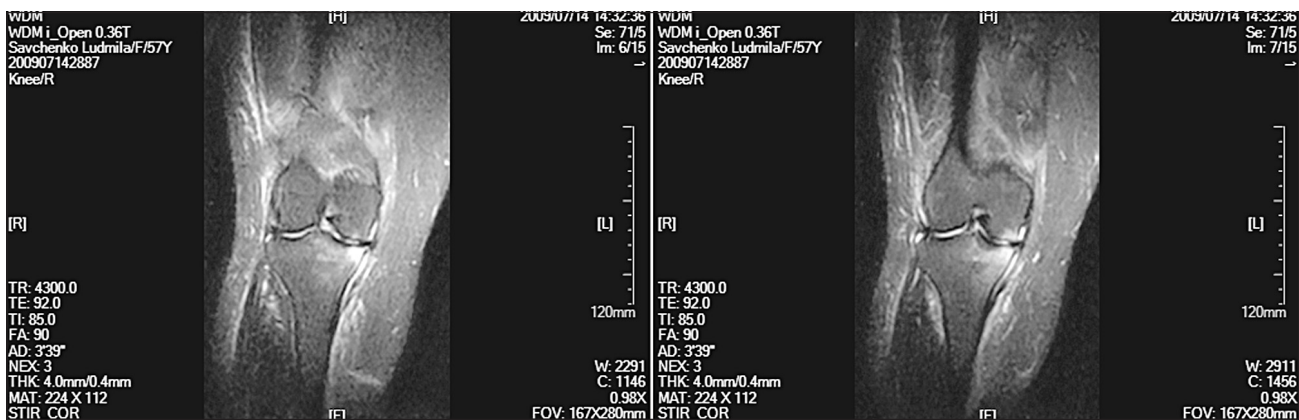 WDM
WDM i_Open 0.36T
Savchenko Ludmila/F/57Y
200907142887
Knee/R
[H]
2009/07/14 14:32:36
Se: 71/5
Im: 6/15
→
[R]
[L]
TR: 4300.0
TE: 92.0
TI: 85.0
FA: 90
AD: 3'39"
NEX: 3
THK: 4.0mm/0.4mm
MAT: 224 X 112
STIR COR
120mm
W: 2291
C: 1146
0.98X
FOV: 167X280mm
[F]
WDM
WDM i_Open 0.36T
Savchenko Ludmila/F/57Y
200907142887
Knee/R
[H]
2009/07/14 14:32:36
Se: 71/5
Im: 7/15
→
[R]
[L]
TR: 4300.0
TE: 92.0
TI: 85.0
FA: 90
AD: 3'39"
NEX: 3
THK: 4.0mm/0.4mm
MAT: 224 X 112
STIR COR
120mm
W: 2911
C: 1456
0.98X
FOV: 167X280mm
[F]